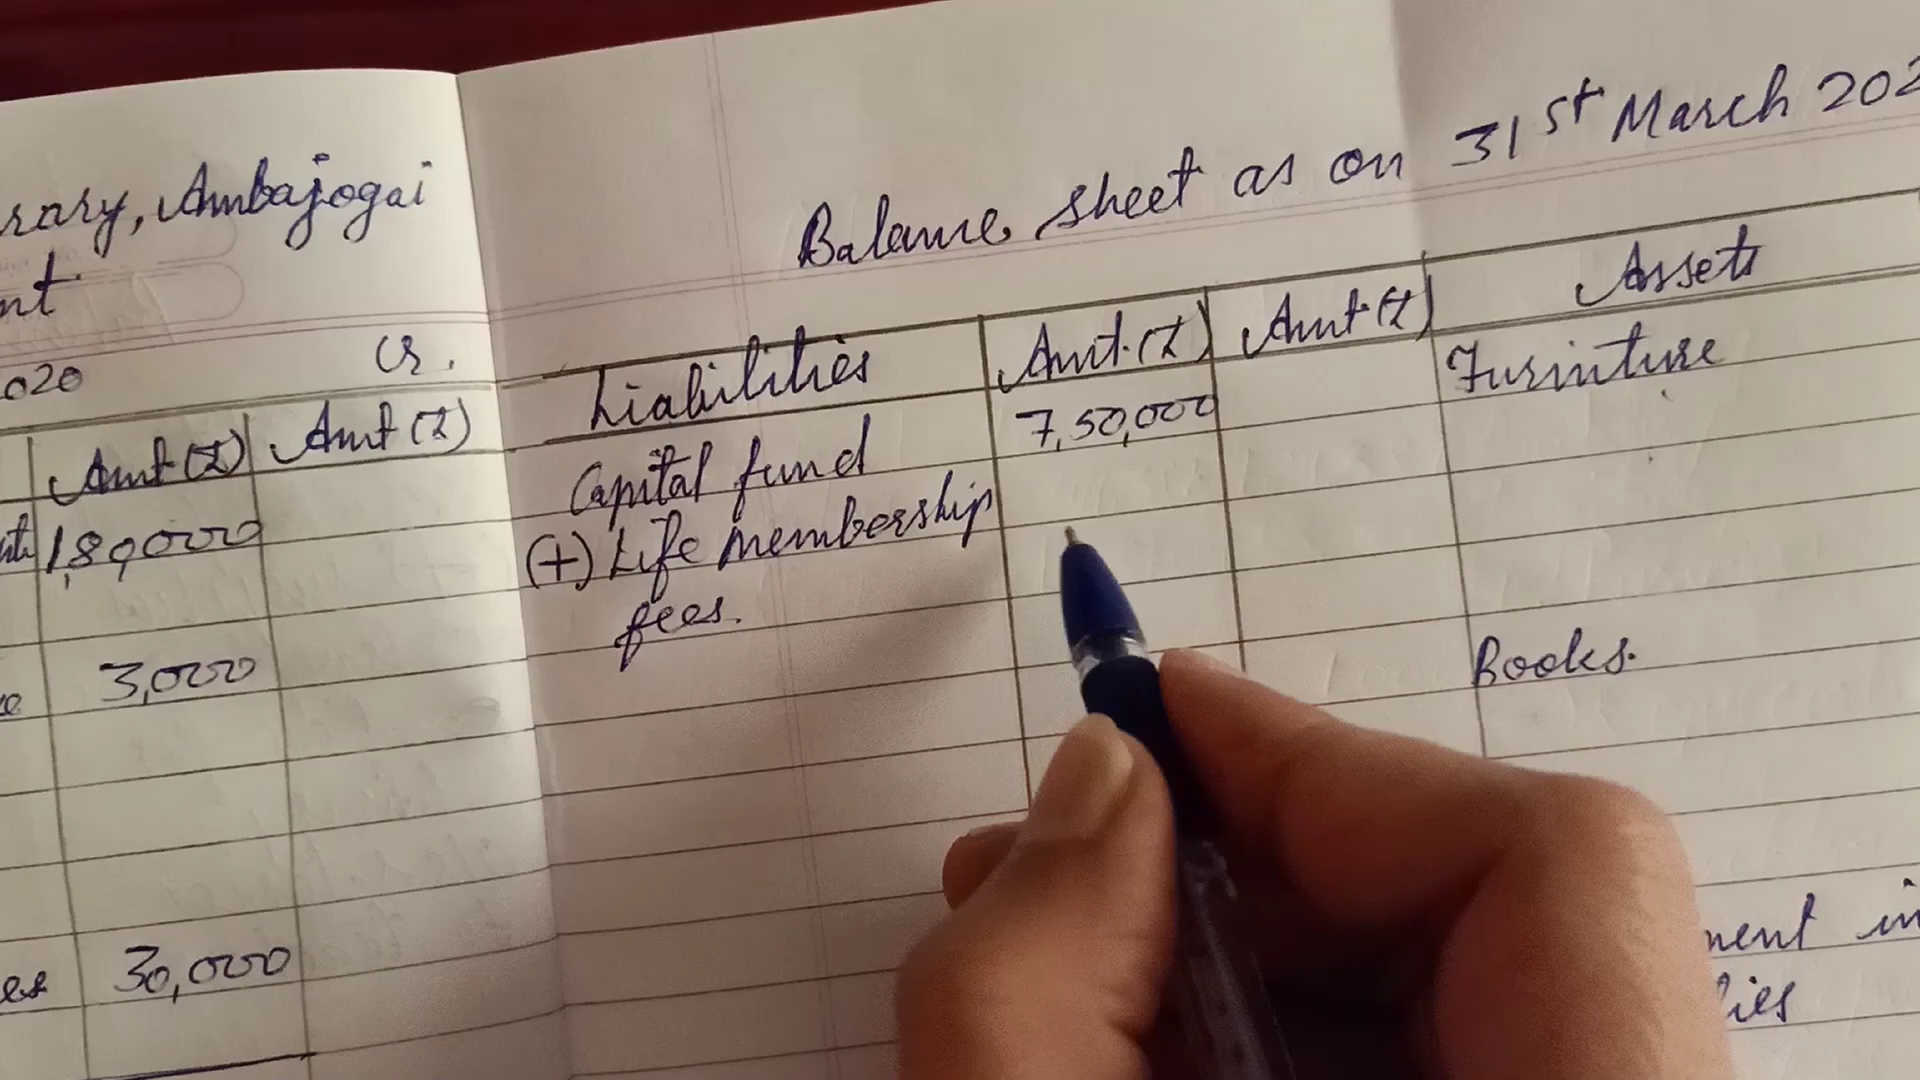 rary, Ambajogai
nt
020 Cr.
Amt (₹) Amt (₹)
1,80,000
3,000
30,000
Balance sheet as on 31st March 202
Liabilities Amt. (₹) Amt. (₹) Assets
Capital fund 7,50,000 Furniture
(+) Life membership
fees.
Books.
ment in
ies